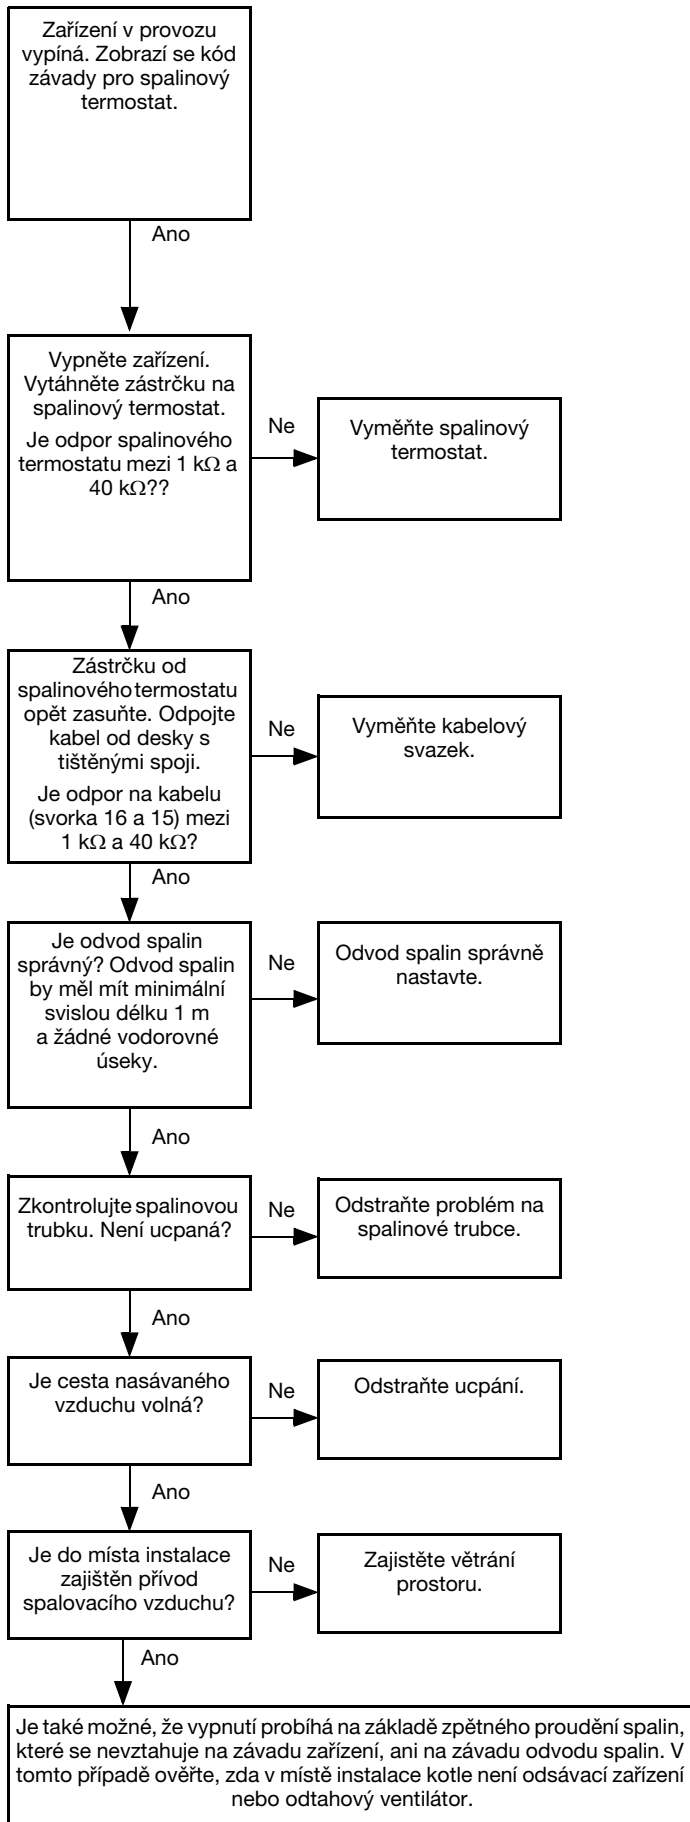 Zařízení v provozu
vypíná. Zobrazí se kód
závady pro spalinový
termostat.
Ano
Vypněte zařízení.
Vytáhněte zástrčku na
spalinový termostat.
Je odpor spalinového
termostatu mezi 1 kΩ a
40 kΩ??
Ne
Vyměňte spalinový
termostat.
Ano
Zástrčku od
spalinového termostatu
opět zasuňte. Odpojte
kabel od desky s
tištěnými spoji.
Je odpor na kabelu
(svorka 16 a 15) mezi
1 kΩ a 40 kΩ?
Ne
Vyměňte kabelový
svazek.
Ano
Je odvod spalin
správný? Odvod spalin
by měl mít minimální
svislou délku 1 m
a žádné vodorovné
úseky.
Ne
Odvod spalin správně
nastavte.
Ano
Zkontrolujte spalinovou
trubku. Není ucpaná?
Ne
Odstraňte problém na
spalinové trubce.
Ano
Je cesta nasávaného
vzduchu volná?
Ne
Odstraňte ucpání.
Ano
Je do místa instalace
zajištěn přívod
spalovacího vzduchu?
Ne
Zajistěte větrání
prostoru.
Ano
Je také možné, že vypnutí probíhá na základě zpětného proudění spalin,
které se nevztahuje na závadu zařízení, ani na závadu odvodu spalin. V
tomto případě ověřte, zda v místě instalace kotle není odsávací zařízení
nebo odtahový ventilátor.